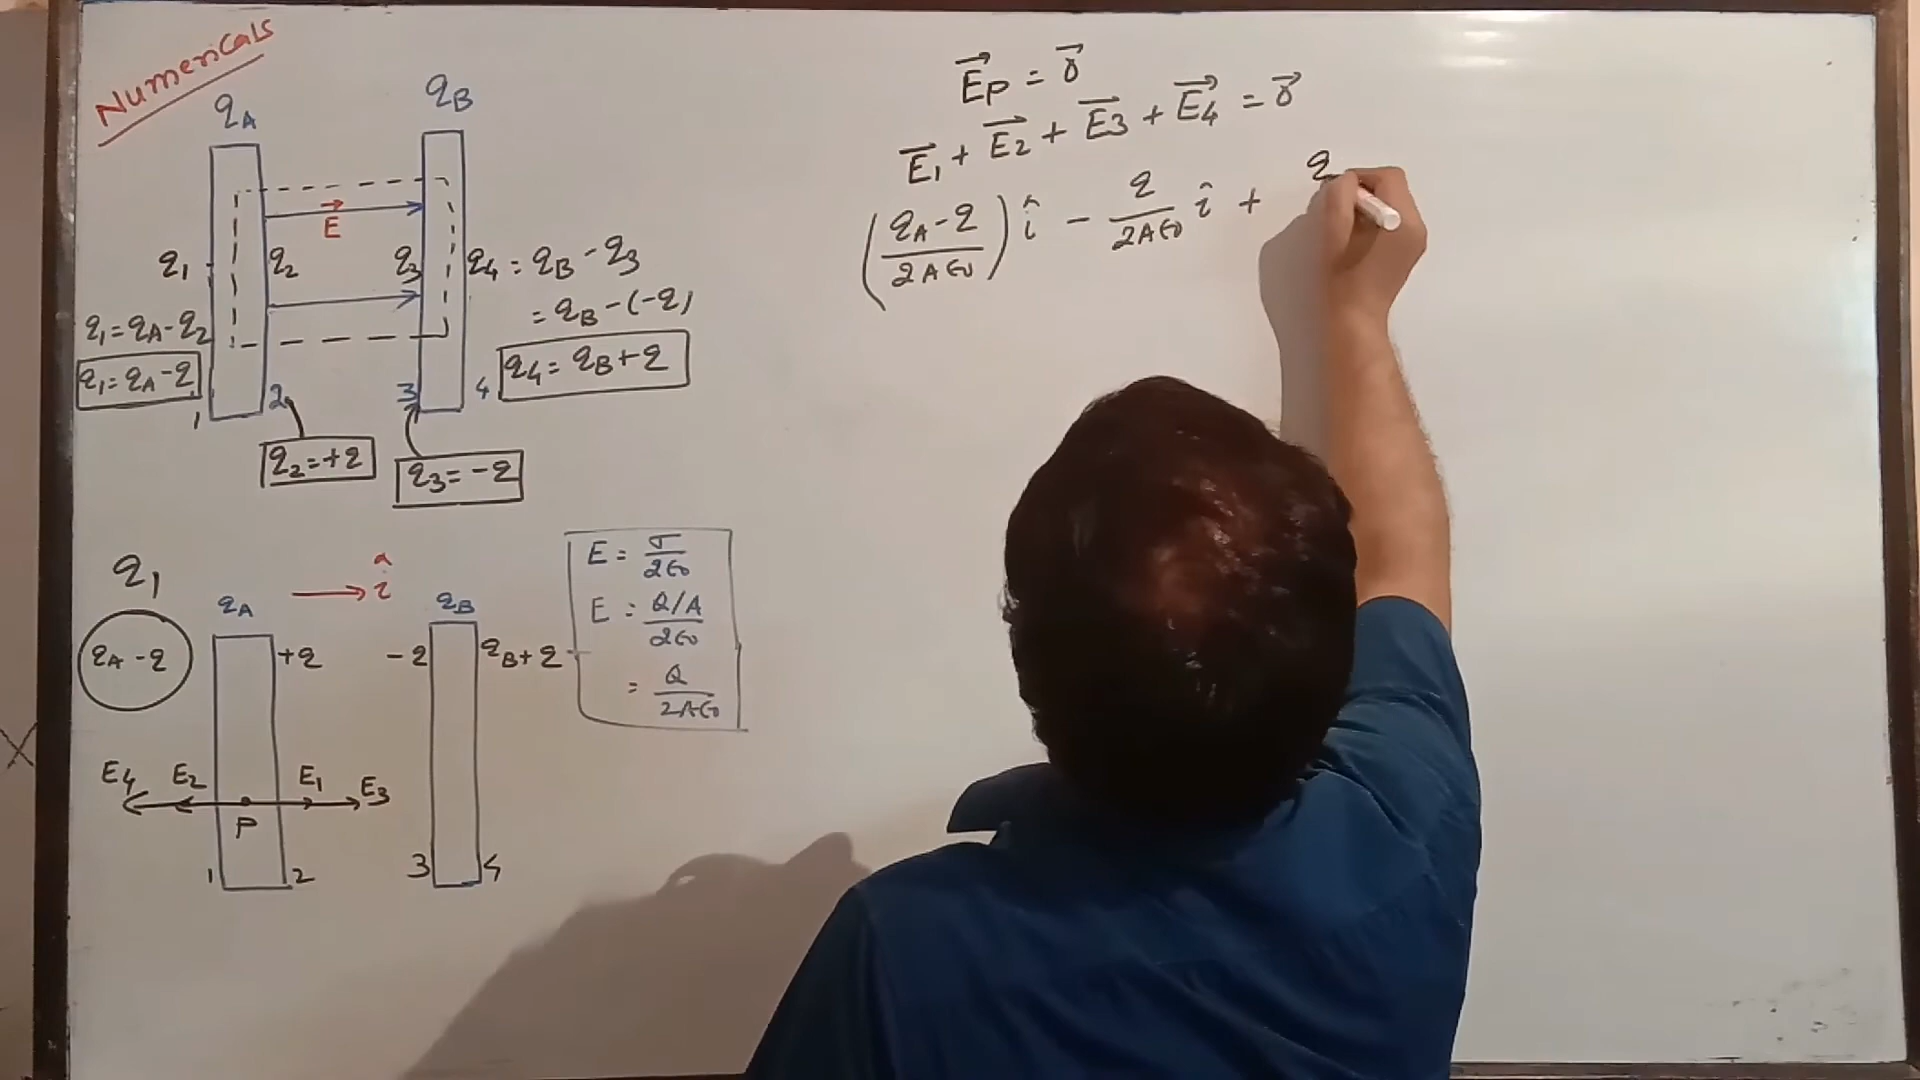 Numericals
qA
qB
E⃗
q1
q2
q3
q4 = qB - q3
= qB - (-q)
q4 = qB + q
q1 = qA - q2
q1 = qA - q
1
2
3
4
q2 = +q
q3 = -q
q1
qA
→ î
qB
qA - q
+q
-q
qB + q
E = σ/2ϵ0
E = Q/A / 2ϵ0
= Q/2Aϵ0
E4
E2
E1
E3
P
1
2
3
4
E⃗P = 0⃗
E⃗1 + E⃗2 + E⃗3 + E⃗4 = 0⃗
(qA - q / 2Aϵ0) î - q/2Aϵ0 î + q